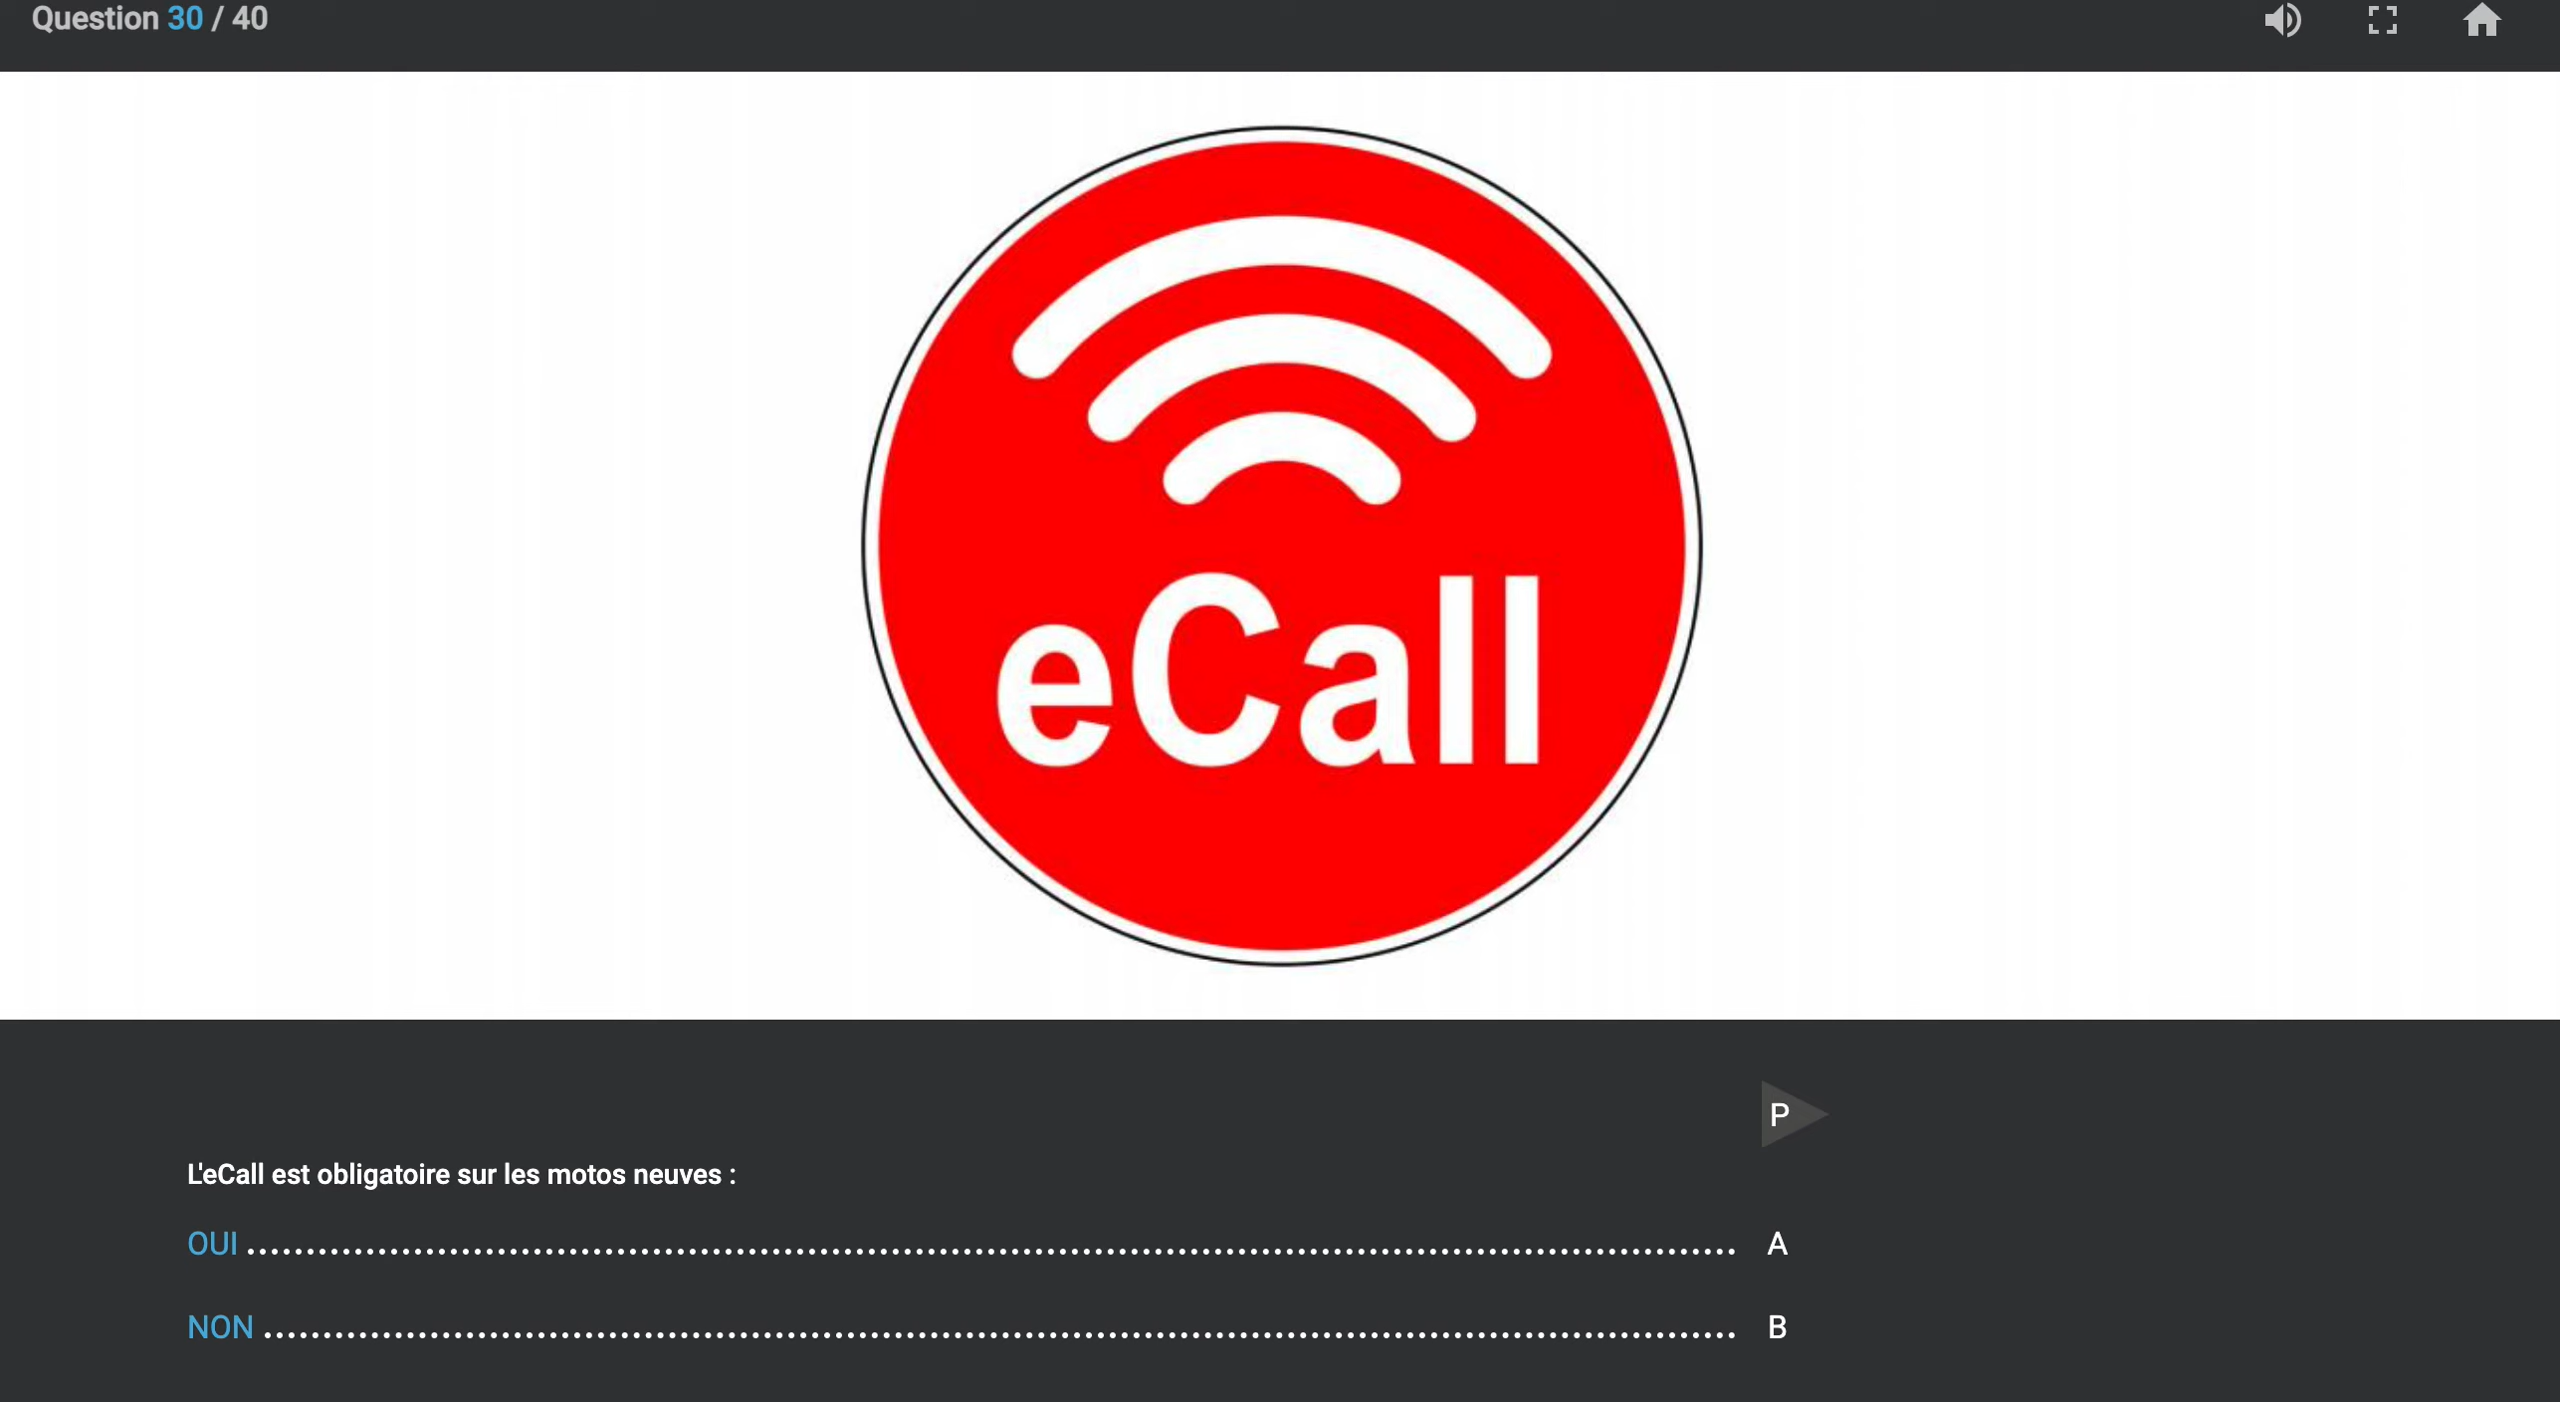 Question 30 / 40
eCall
P
L'eCall est obligatoire sur les motos neuves :
OUI ........................................................................................................................ A
NON ........................................................................................................................ B